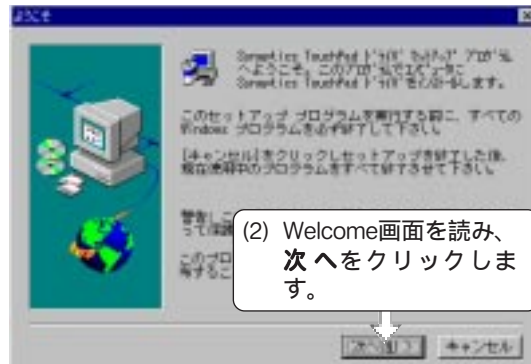 ようこそ
Synaptics TouchPad ﾄﾞﾗｲﾊﾞ ｾｯﾄｱｯﾌﾟ ﾌﾟﾛｸﾞﾗﾑ
へようこそ。このﾌﾟﾛｸﾞﾗﾑでｺﾝﾋﾟｭｰﾀに
Synaptics TouchPad ﾄﾞﾗｲﾊﾞをｲﾝｽﾄｰﾙします。
このセットアップ プログラムを実行する前に、すべての
Windows プログラムを必ず終了して下さい。
[キャンセル]をクリックしセットアップを終了した後、
現在使用中のプログラムをすべて終了させて下さい。
(2) Welcome画面を読み、
次 へをクリックしま
す。
キャンセル